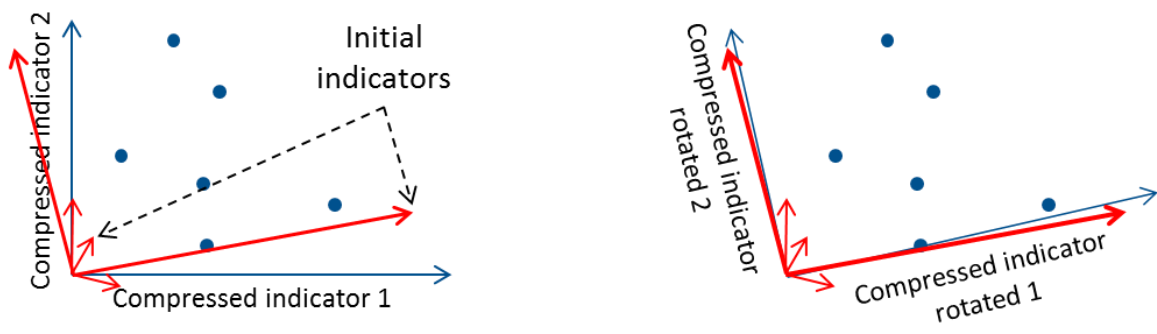 Compressed indicator 2
Initial
indicators
Compressed indicator 1
Compressed indicator
rotated 2
Compressed indicator
rotated 1